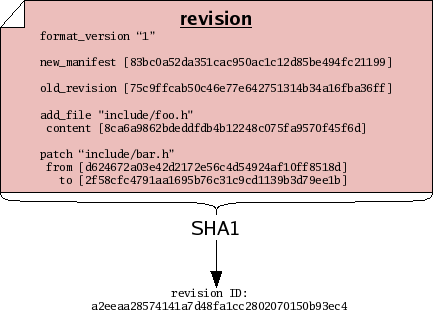 revision
format_version "1"
new_manifest [83bc0a52da351cac950ac1c12d85be494fc21199]
old_revision [75c9ffcab50c46e77e642751314b34a16fba36ff]
add_file "include/foo.h"
content [8ca6a9862bdeddfdb4b12248c075fa9570f45f6d]
patch "include/bar.h"
from [d624672a03e42d2172e56c4d54924af10ff8518d]
to [2f58cfc4791aa1695b76c31c9cd1139b3d79ee1b]
SHA1
revision ID:
a2eeaa28574141a7d48fa1cc2802070150b93ec4